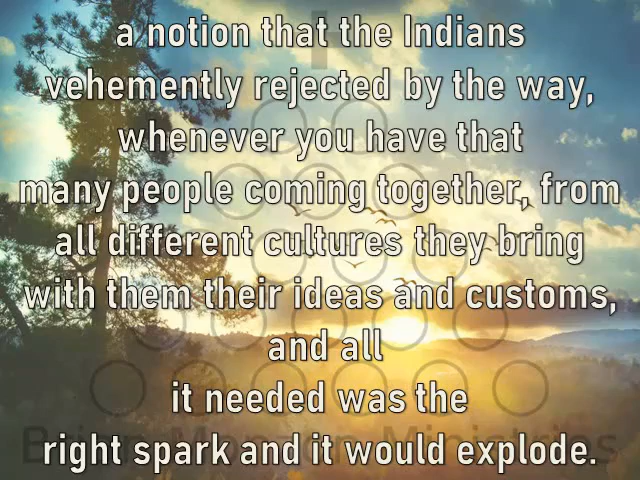 a notion that the Indians
vehemently rejected by the way,
whenever you have that
many people coming together, from
all different cultures they bring
with them their ideas and customs,
and all
it needed was the
right spark and it would explode.